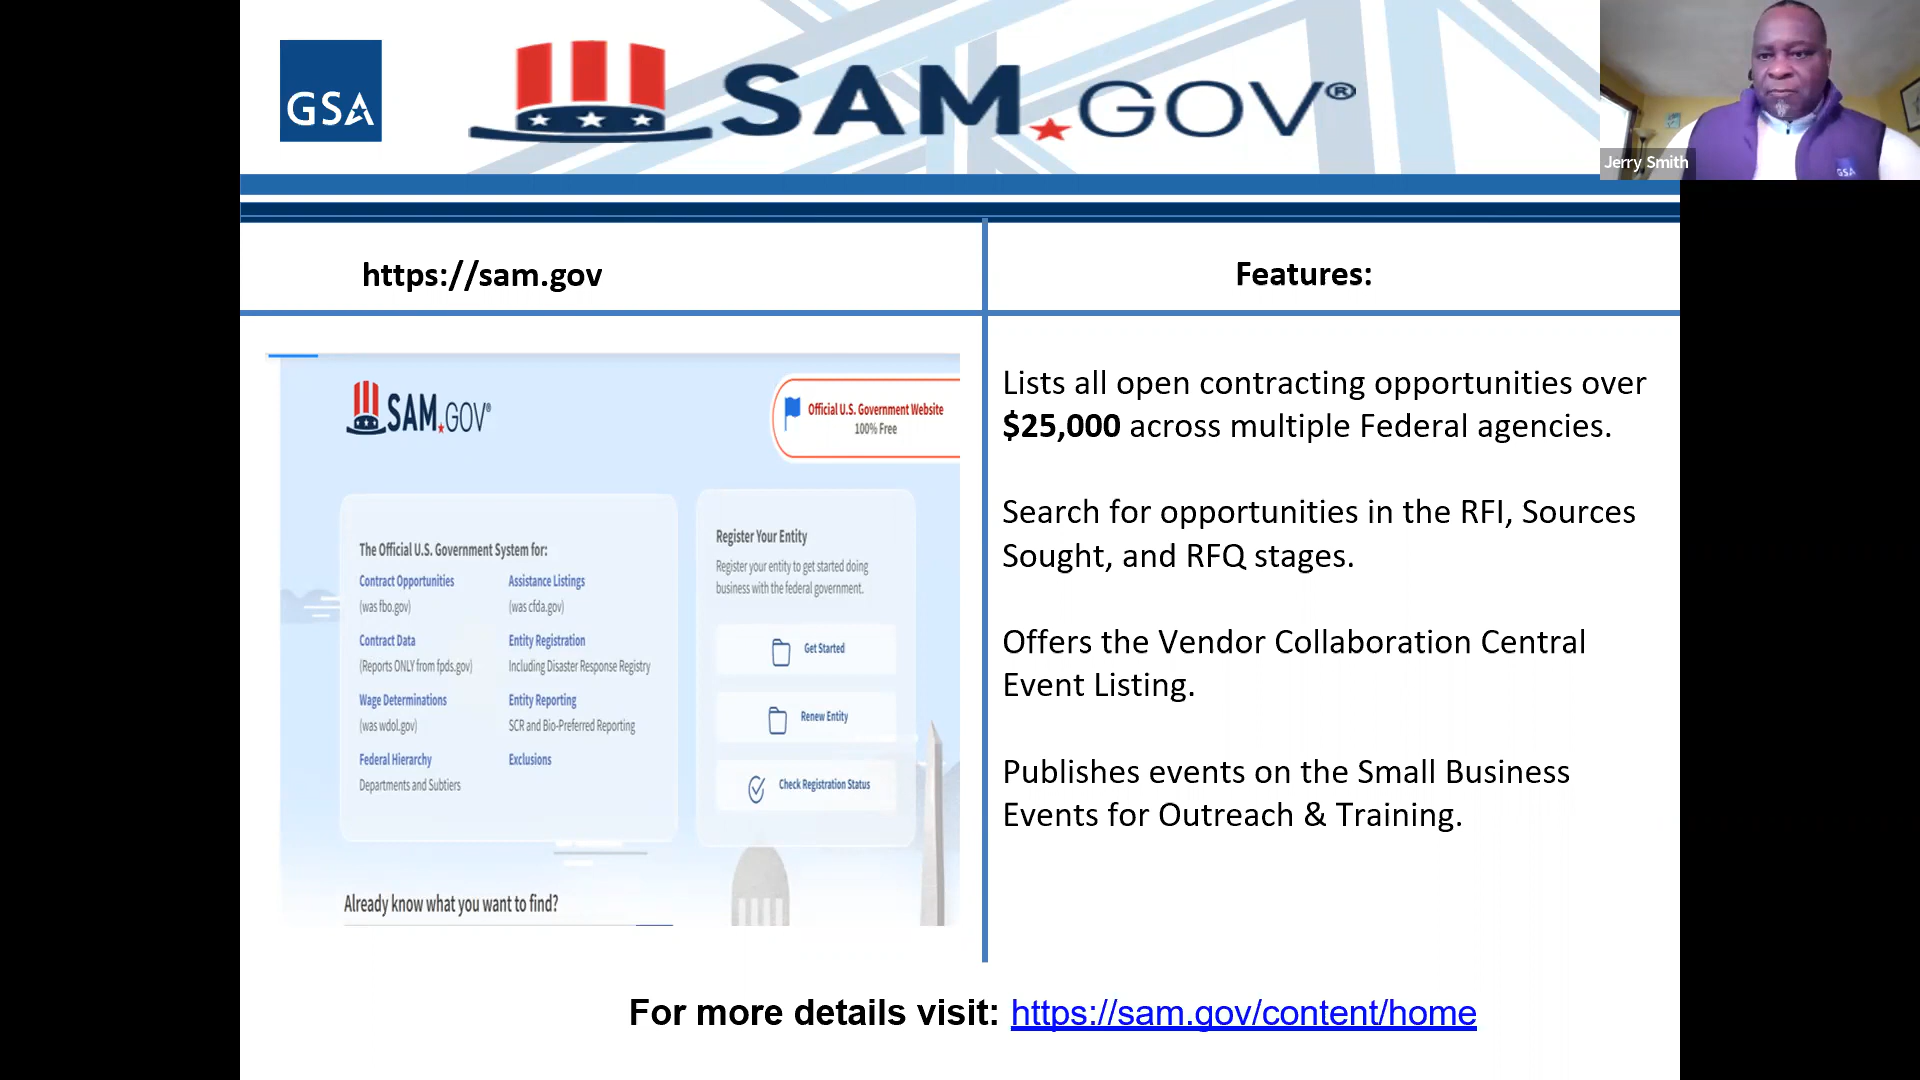 GSA
SAM.GOV®
Jerry Smith
GSA
https://sam.gov
Features:
SAM.GOV®
Official U.S. Government Website
100% Free
The Official U.S. Government System for:
Contract Opportunities
(was fbo.gov)
Assistance Listings
(was cfda.gov)
Contract Data
(Reports ONLY from fpds.gov)
Entity Registration
Including Disaster Response Registry
Wage Determinations
(was wdol.gov)
Entity Reporting
SCR and Bio-Preferred Reporting
Federal Hierarchy
Departments and Subtiers
Exclusions
Register Your Entity
Register your entity to get started doing
business with the federal government.
Get Started
Renew Entity
Check Registration Status
Already know what you want to find?
Lists all open contracting opportunities over
$25,000 across multiple Federal agencies.
Search for opportunities in the RFI, Sources
Sought, and RFQ stages.
Offers the Vendor Collaboration Central
Event Listing.
Publishes events on the Small Business
Events for Outreach & Training.
For more details visit: https://sam.gov/content/home